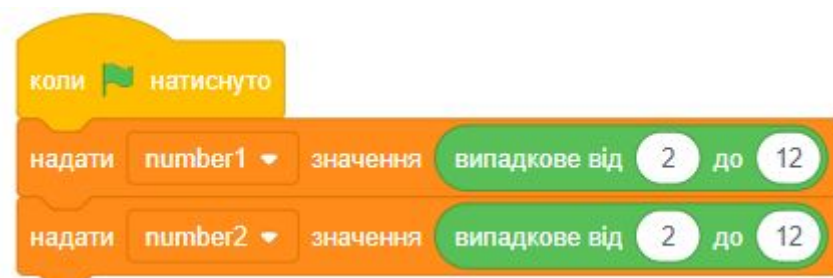 коли натиснуто
надати number1 значення випадкове від 2 до 12
надати number2 значення випадкове від 2 до 12